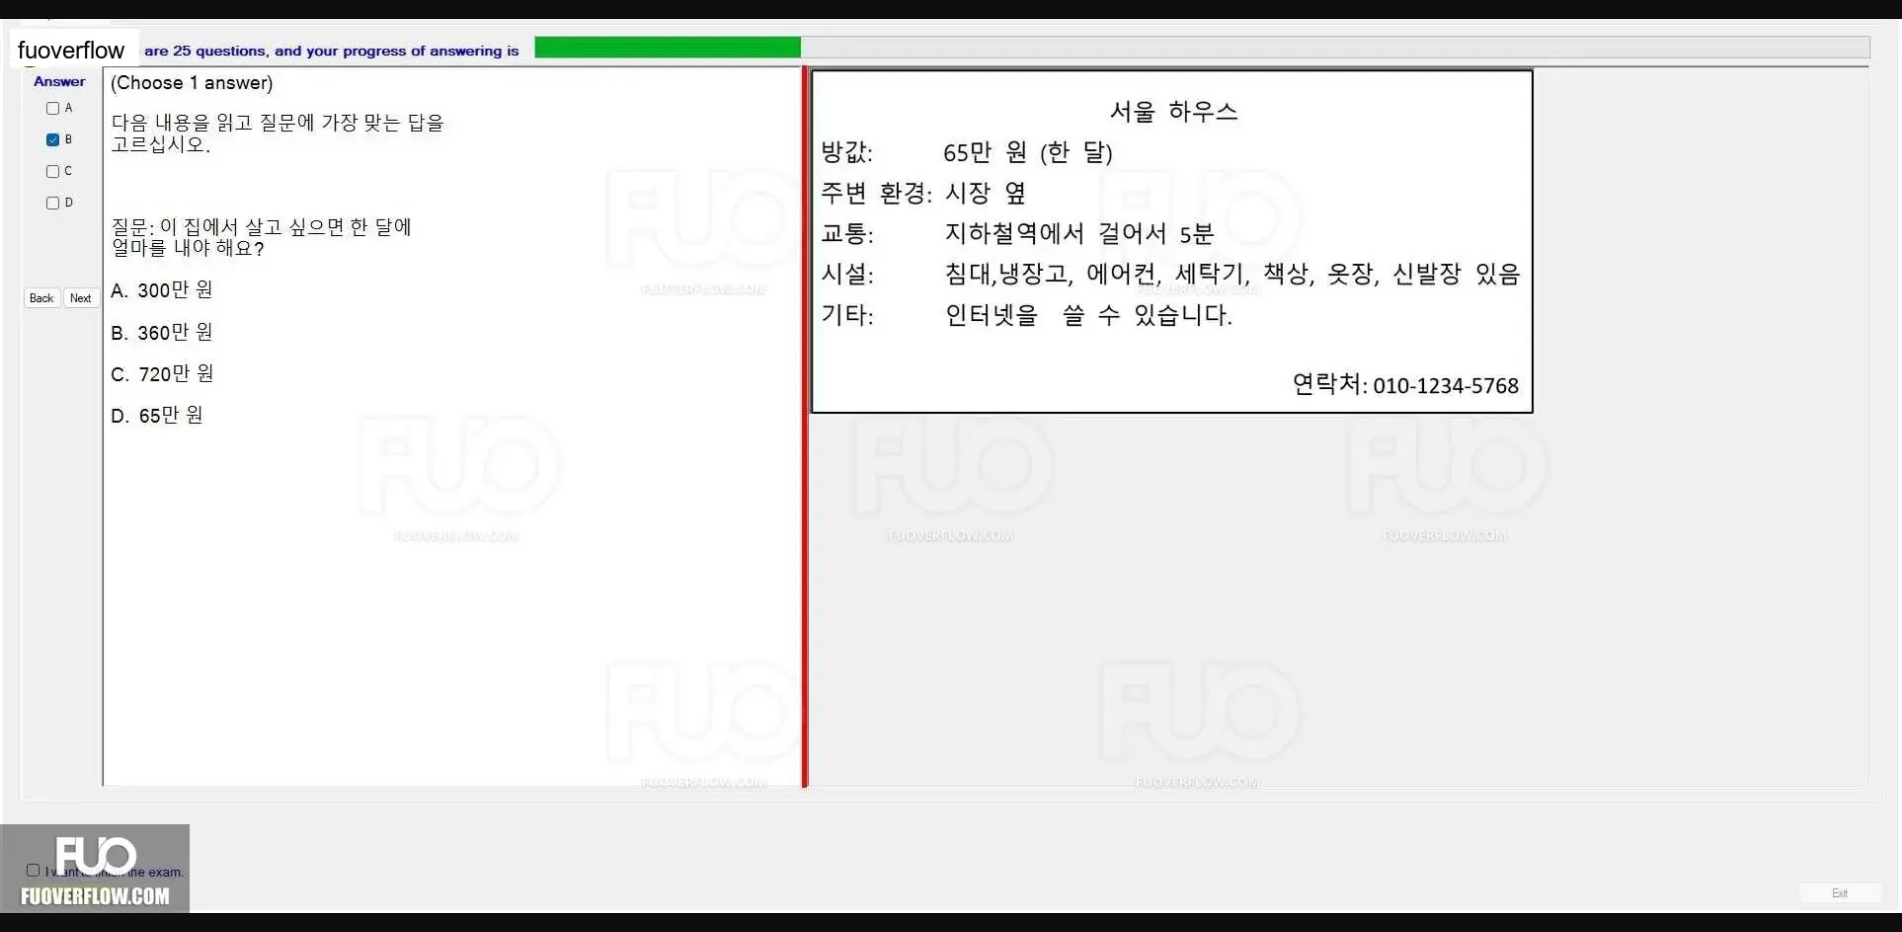 fuoverflow
are 25 questions, and your progress of answering is
Answer
A
B
C
D
Back
Next
(Choose 1 answer)
다음 내용을 읽고 질문에 가장 맞는 답을
고르십시오.
질문: 이 집에서 살고 싶으면 한 달에
얼마를 내야 해요?
A. 300만 원
B. 360만 원
C. 720만 원
D. 65만 원
서울 하우스
방값: 65만 원 (한 달)
주변 환경: 시장 옆
교통: 지하철역에서 걸어서 5분
시설: 침대,냉장고, 에어컨, 세탁기, 책상, 옷장, 신발장 있음
기타: 인터넷을 쓸 수 있습니다.
연락처: 010-1234-5768
FUO
FUOVERFLOW.COM
FUO
FUOVERFLOW.COM
FUO
FUOVERFLOW.COM
FUO
FUOVERFLOW.COM
FUO
FUOVERFLOW.COM
FUO
FUOVERFLOW.COM
FUO
FUOVERFLOW.COM
FUO
I want the exam.
FUOVERFLOW.COM
Exit